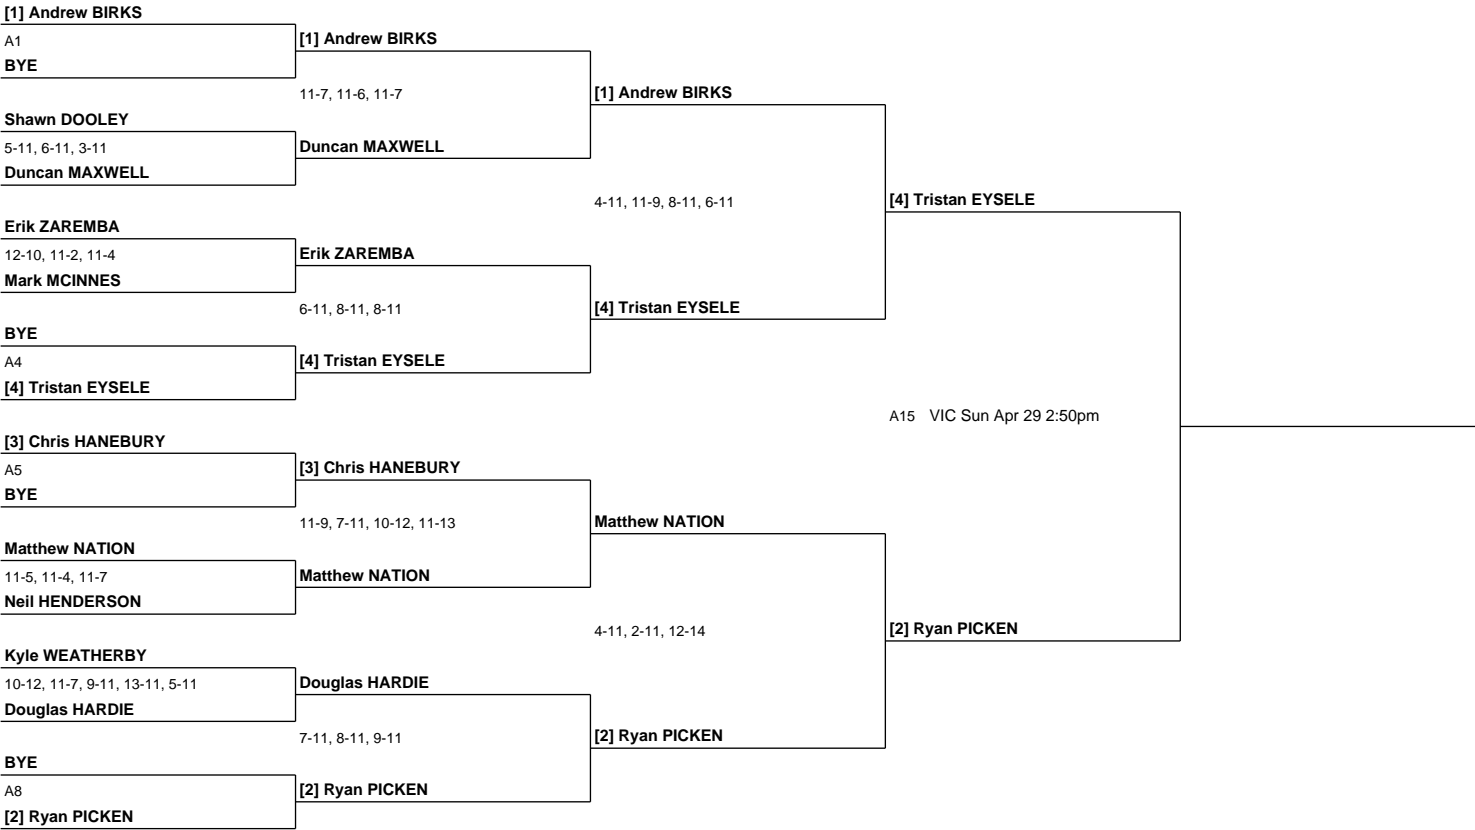 [1] Andrew BIRKS
A1
BYE
[1] Andrew BIRKS
11-7, 11-6, 11-7
[1] Andrew BIRKS
Shawn DOOLEY
5-11, 6-11, 3-11
Duncan MAXWELL
Duncan MAXWELL
4-11, 11-9, 8-11, 6-11
[4] Tristan EYSELE
Erik ZAREMBA
12-10, 11-2, 11-4
Mark MCINNES
Erik ZAREMBA
6-11, 8-11, 8-11
[4] Tristan EYSELE
BYE
A4
[4] Tristan EYSELE
[4] Tristan EYSELE
A15 VIC Sun Apr 29 2:50pm
[3] Chris HANEBURY
A5
BYE
[3] Chris HANEBURY
11-9, 7-11, 10-12, 11-13
Matthew NATION
Matthew NATION
11-5, 11-4, 11-7
Neil HENDERSON
Matthew NATION
4-11, 2-11, 12-14
[2] Ryan PICKEN
Kyle WEATHERBY
10-12, 11-7, 9-11, 13-11, 5-11
Douglas HARDIE
Douglas HARDIE
7-11, 8-11, 9-11
[2] Ryan PICKEN
BYE
A8
[2] Ryan PICKEN
[2] Ryan PICKEN